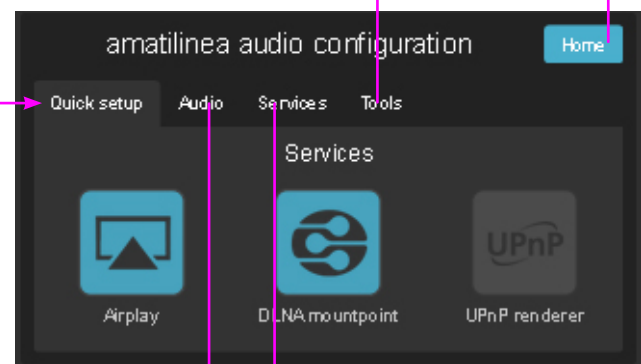 amatilinea audio configuration
Home
Quick setup Audio Services Tools
Services
UPnP
Airplay DLNA mountpoint UPnP renderer